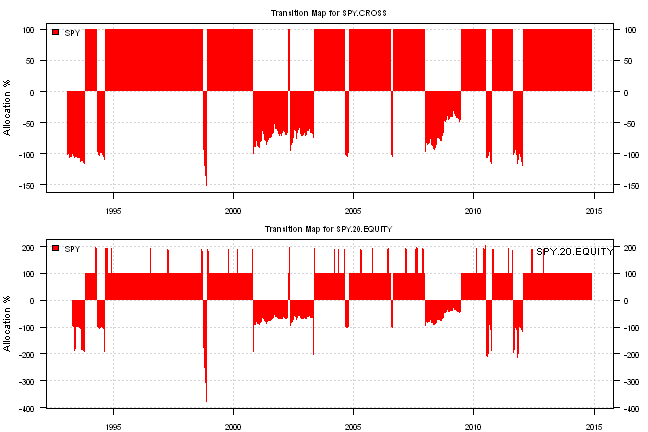 Transition Map for SPY.CROSS
SPY
Allocation %
100 100
50 50
0 0
-50 -50
-100 -100
-150 -150
1995 2000 2005 2010 2015
Transition Map for SPY.20.EQUITY
SPY
SPY.20.EQUITY
Allocation %
200 200
100 100
0 0
-100 -100
-200 -200
-300 -300
-400 -400
1995 2000 2005 2010 2015